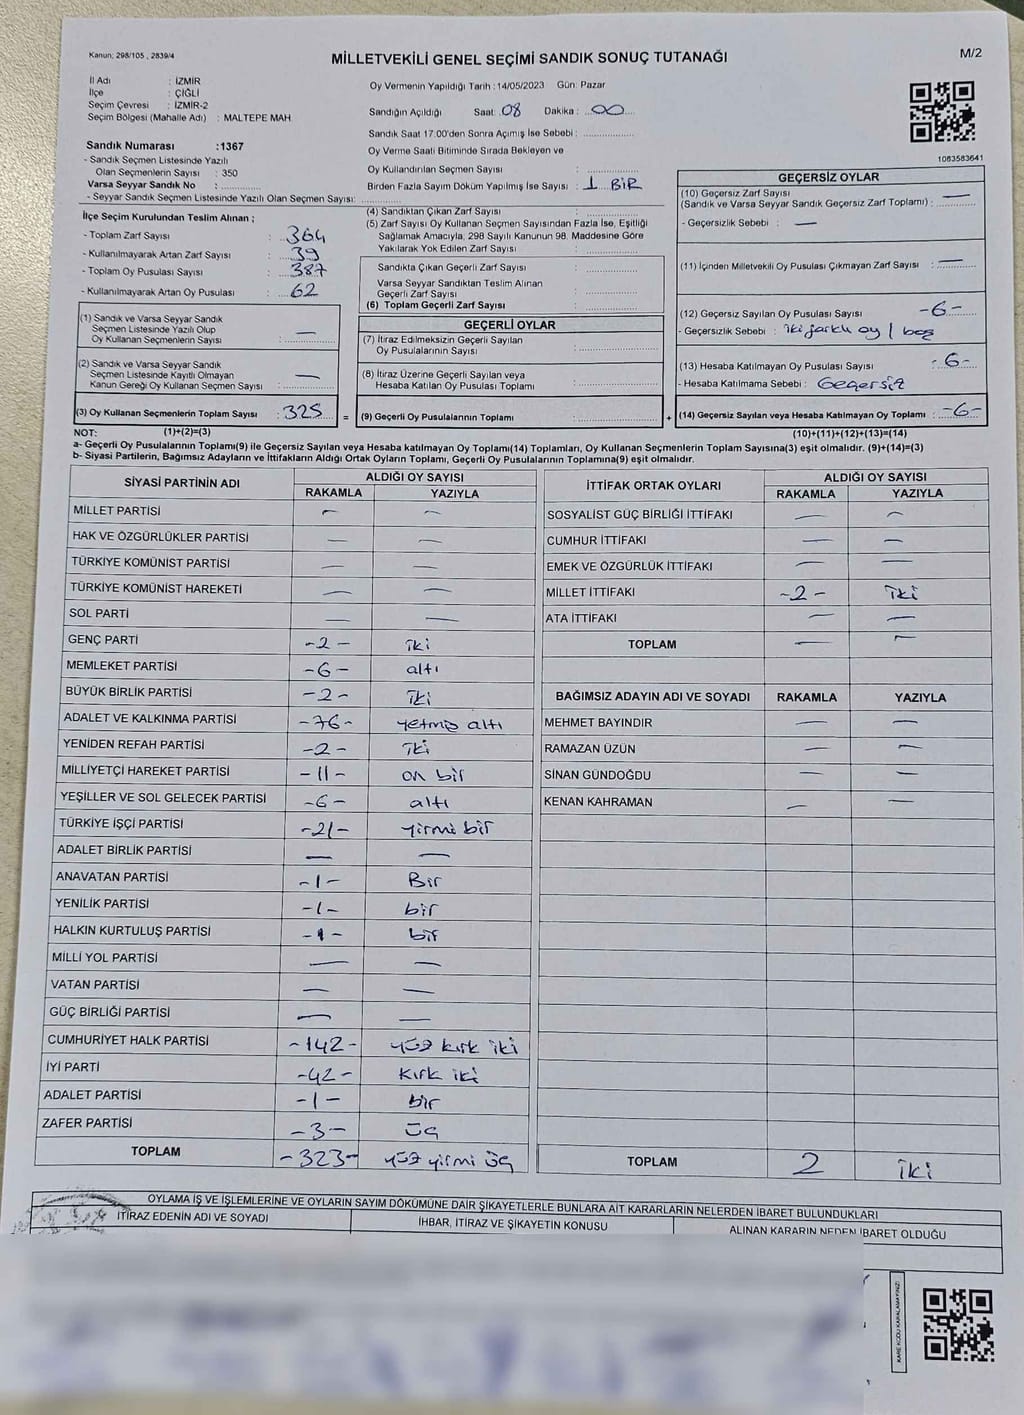 Kanun: 298/105 , 2839/4
MİLLETVEKİLİ GENEL SEÇİMİ SANDIK SONUÇ TUTANAĞI
M/2
İl Adı : İZMİR
İlçe : ÇİĞLİ
Seçim Çevresi : İZMİR-2
Seçim Bölgesi (Mahalle Adı) : MALTEPE MAH.
Sandık Numarası :1367
- Sandık Seçmen Listesinde Yazılı
Olan Seçmenlerin Sayısı : 350
Varsa Seyyar Sandık No :
- Seyyar Sandık Seçmen Listesinde Yazılı Olan Seçmen Sayısı:
Oy Vermenin Yapıldığı Tarih :14/05/2023 Gün: Pazar
Sandığın Açıldığı Saat: 08 Dakika : 00
Sandık Saat 17:00'den Sonra Açımış İse Sebebi :
Oy Verme Saati Bitiminde Sırada Bekleyen ve
Oy Kullandırılan Seçmen Sayısı :
Birden Fazla Sayım Döküm Yapılmış İse Sayısı : 1 BİR
1063583641
İlçe Seçim Kurulundan Teslim Alınan ;
- Toplam Zarf Sayısı : 364
- Kullanılmayarak Artan Zarf Sayısı : 39
- Toplam Oy Pusulası Sayısı : 387
- Kullanılmayarak Artan Oy Pusulası : 62
(1) Sandık ve Varsa Seyyar Sandık
Seçmen Listesinde Yazılı Olup
Oy Kullanan Seçmenlerin Sayısı : —
(2) Sandık ve Varsa Seyyar Sandık
Seçmen Listesinde Kayıtlı Olmayan
Kanun Gereği Oy Kullanan Seçmen Sayısı : —
(3) Oy Kullanan Seçmenlerin Toplam Sayısı : 325 =
(4) Sandıktan Çıkan Zarf Sayısı :
(5) Zarf Sayısı Oy Kullanan Seçmen Sayısından Fazla İse, Eşitliği
Sağlamak Amacıyla, 298 Sayılı Kanunun 98. Maddesine Göre
Yakılarak Yok Edilen Zarf Sayısı :
Sandıkta Çıkan Geçerli Zarf Sayısı :
Varsa Seyyar Sandıktan Teslim Alınan
Geçerli Zarf Sayısı :
(6) Toplam Geçerli Zarf Sayısı :
GEÇERLİ OYLAR
(7) İtiraz Edilmeksizin Geçerli Sayılan
Oy Pusulalarının Sayısı :
(8) İtiraz Üzerine Geçerli Sayılan veya
Hesaba Katılan Oy Pusulası Toplamı :
(9) Geçerli Oy Pusulalarının Toplamı : +
GEÇERSİZ OYLAR
(10) Geçersiz Zarf Sayısı
(Sandık ve Varsa Seyyar Sandık Geçersiz Zarf Toplamı) : —
- Geçersizlik Sebebi : —
(11) İçinden Milletvekili Oy Pusulası Çıkmayan Zarf Sayısı : —
(12) Geçersiz Sayılan Oy Pusulası Sayısı : -6-
- Geçersizlik Sebebi : iki farklı oy / boş
(13) Hesaba Katılmayan Oy Pusulası Sayısı : -6-
- Hesaba Katılmama Sebebi : Geçersiz
(14) Geçersiz Sayılan veya Hesaba Katılmayan Oy Toplamı : -6-
NOT: (1)+(2)=(3)
(10)+(11)+(12)+(13)=(14)
a- Geçerli Oy Pusulalarının Toplamı(9) ile Geçersiz Sayılan veya Hesaba katılmayan Oy Toplamı(14) Toplamları, Oy Kullanan Seçmenlerin Toplam Sayısına(3) eşit olmalıdır. (9)+(14)=(3)
b- Siyasi Partilerin, Bağımsız Adayların ve İttifakların Aldığı Ortak Oyların Toplamı, Geçerli Oy Pusulalarının Toplamına(9) eşit olmalıdır.
SİYASİ PARTİNİN ADI ALDIĞI OY SAYISI
RAKAMLA YAZIYLA
MİLLET PARTİSİ — —
HAK VE ÖZGÜRLÜKLER PARTİSİ — —
TÜRKİYE KOMÜNİST PARTİSİ — —
TÜRKİYE KOMÜNİST HAREKETİ — —
SOL PARTİ — —
GENÇ PARTİ -2- iki
MEMLEKET PARTİSİ -6- altı
BÜYÜK BİRLİK PARTİSİ -2- iki
ADALET VE KALKINMA PARTİSİ -76- yetmiş altı
YENİDEN REFAH PARTİSİ -2- iki
MİLLİYETÇİ HAREKET PARTİSİ -11- on bir
YEŞİLLER VE SOL GELECEK PARTİSİ -6- altı
TÜRKİYE İŞÇİ PARTİSİ -21- yirmi bir
ADALET BİRLİK PARTİSİ — —
ANAVATAN PARTİSİ -1- Bir
YENİLİK PARTİSİ -1- bir
HALKIN KURTULUŞ PARTİSİ -1- bir
MİLLİ YOL PARTİSİ — —
VATAN PARTİSİ — —
GÜÇ BİRLİĞİ PARTİSİ — —
CUMHURİYET HALK PARTİSİ -142- yüz kırk iki
İYİ PARTİ -42- kırk iki
ADALET PARTİSİ -1- bir
ZAFER PARTİSİ -3- üç
TOPLAM -323- yüz yirmi üç
İTTİFAK ORTAK OYLARI ALDIĞI OY SAYISI
RAKAMLA YAZIYLA
SOSYALİST GÜÇ BİRLİĞİ İTTİFAKI — —
CUMHUR İTTİFAKI — —
EMEK VE ÖZGÜRLÜK İTTİFAKI — —
MİLLET İTTİFAKI -2- iki
ATA İTTİFAKI — —
TOPLAM — —
BAĞIMSIZ ADAYIN ADI VE SOYADI RAKAMLA YAZIYLA
MEHMET BAYINDIR — —
RAMAZAN ÜZÜN — —
SİNAN GÜNDOĞDU — —
KENAN KAHRAMAN — —
TOPLAM 2 iki
OYLAMA İŞ VE İŞLEMLERİNE VE OYLARIN SAYIM DÖKÜMÜNE DAİR ŞİKAYETLERLE BUNLARA AİT KARARLARIN NELERDEN İBARET BULUNDUKLARI
İTİRAZ EDENİN ADI VE SOYADI İHBAR, İTİRAZ VE ŞİKAYETİN KONUSU ALINAN KARARIN NEDEN İBARET OLDUĞU
KARE KODU KARALAMAYINIZ!